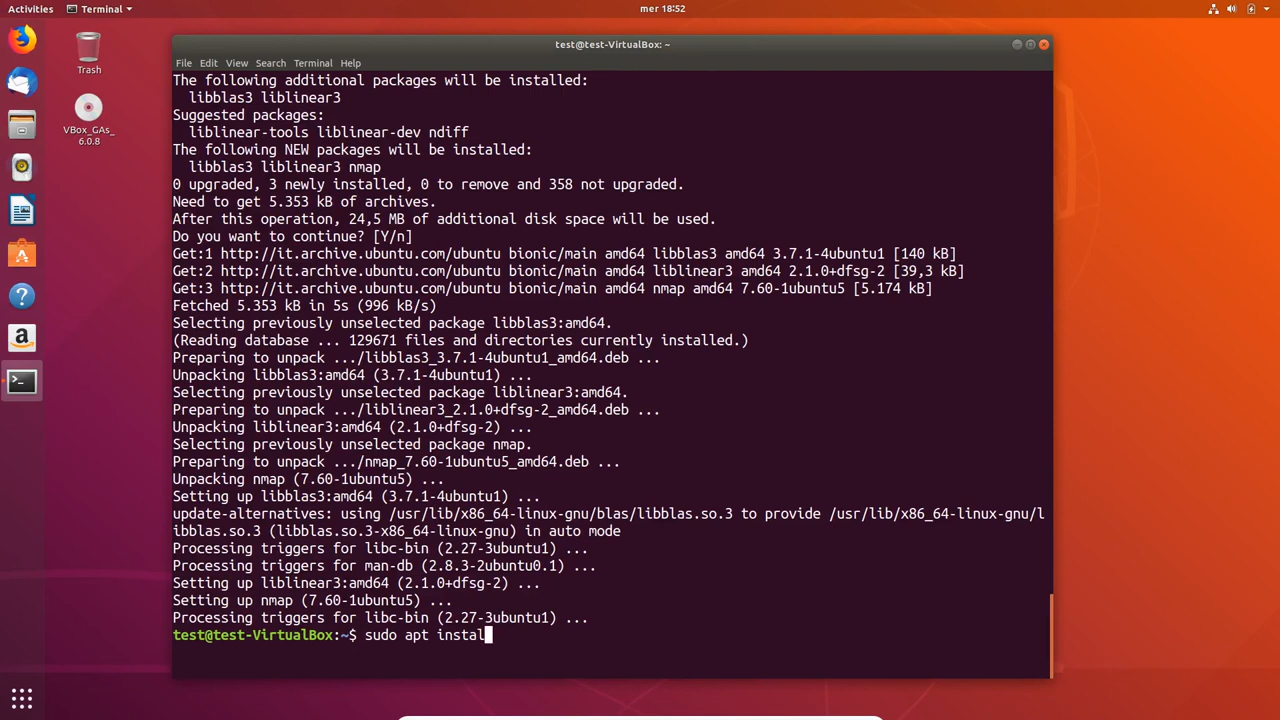 Activities
Terminal
mer 18:52
Trash
VBox_GAs_
6.0.8
test@test-VirtualBox: ~
File Edit View Search Terminal Help
The following additional packages will be installed:
  libblas3 liblinear3
Suggested packages:
  liblinear-tools liblinear-dev ndiff
The following NEW packages will be installed:
  libblas3 liblinear3 nmap
0 upgraded, 3 newly installed, 0 to remove and 358 not upgraded.
Need to get 5.353 kB of archives.
After this operation, 24,5 MB of additional disk space will be used.
Do you want to continue? [Y/n]
Get:1 http://it.archive.ubuntu.com/ubuntu bionic/main amd64 libblas3 amd64 3.7.1-4ubuntu1 [140 kB]
Get:2 http://it.archive.ubuntu.com/ubuntu bionic/main amd64 liblinear3 amd64 2.1.0+dfsg-2 [39,3 kB]
Get:3 http://it.archive.ubuntu.com/ubuntu bionic/main amd64 nmap amd64 7.60-1ubuntu5 [5.174 kB]
Fetched 5.353 kB in 5s (996 kB/s)
Selecting previously unselected package libblas3:amd64.
(Reading database ... 129671 files and directories currently installed.)
Preparing to unpack .../libblas3_3.7.1-4ubuntu1_amd64.deb ...
Unpacking libblas3:amd64 (3.7.1-4ubuntu1) ...
Selecting previously unselected package liblinear3:amd64.
Preparing to unpack .../liblinear3_2.1.0+dfsg-2_amd64.deb ...
Unpacking liblinear3:amd64 (2.1.0+dfsg-2) ...
Selecting previously unselected package nmap.
Preparing to unpack .../nmap_7.60-1ubuntu5_amd64.deb ...
Unpacking nmap (7.60-1ubuntu5) ...
Setting up libblas3:amd64 (3.7.1-4ubuntu1) ...
update-alternatives: using /usr/lib/x86_64-linux-gnu/blas/libblas.so.3 to provide /usr/lib/x86_64-linux-gnu/l
ibblas.so.3 (libblas.so.3-x86_64-linux-gnu) in auto mode
Processing triggers for libc-bin (2.27-3ubuntu1) ...
Processing triggers for man-db (2.8.3-2ubuntu0.1) ...
Setting up liblinear3:amd64 (2.1.0+dfsg-2) ...
Setting up nmap (7.60-1ubuntu5) ...
Processing triggers for libc-bin (2.27-3ubuntu1) ...
test@test-VirtualBox:~$ sudo apt instal